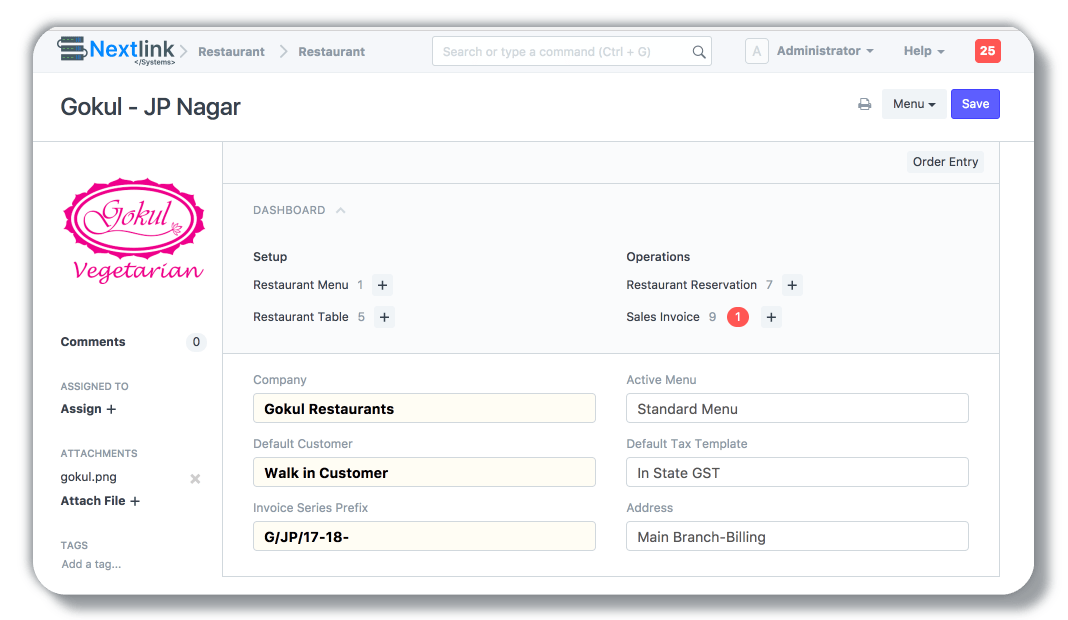 Nextlink
</Systems>
Restaurant
Restaurant
Search or type a command (Ctrl + G)
A
Administrator
Help
25
Gokul - JP Nagar
Menu
Save
Order Entry
Gokul
Vegetarian
Comments 0
ASSIGNED TO
Assign +
ATTACHMENTS
gokul.png
Attach File +
TAGS
Add a tag...
DASHBOARD
Setup
Restaurant Menu 1 +
Restaurant Table 5 +
Operations
Restaurant Reservation 7 +
Sales Invoice 9 1 +
Company
Gokul Restaurants
Default Customer
Walk in Customer
Invoice Series Prefix
G/JP/17-18-
Active Menu
Standard Menu
Default Tax Template
In State GST
Address
Main Branch-Billing